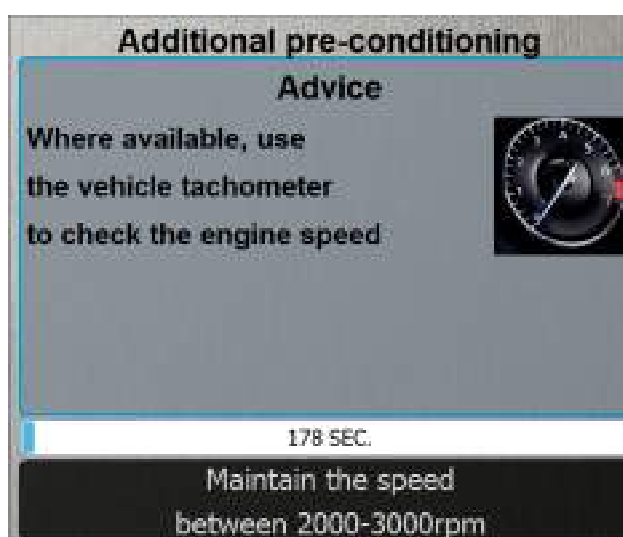 Additional pre-conditioning
Advice
Where available, use
the vehicle tachometer
to check the engine speed
178 SEC.
Maintain the speed
between 2000-3000rpm